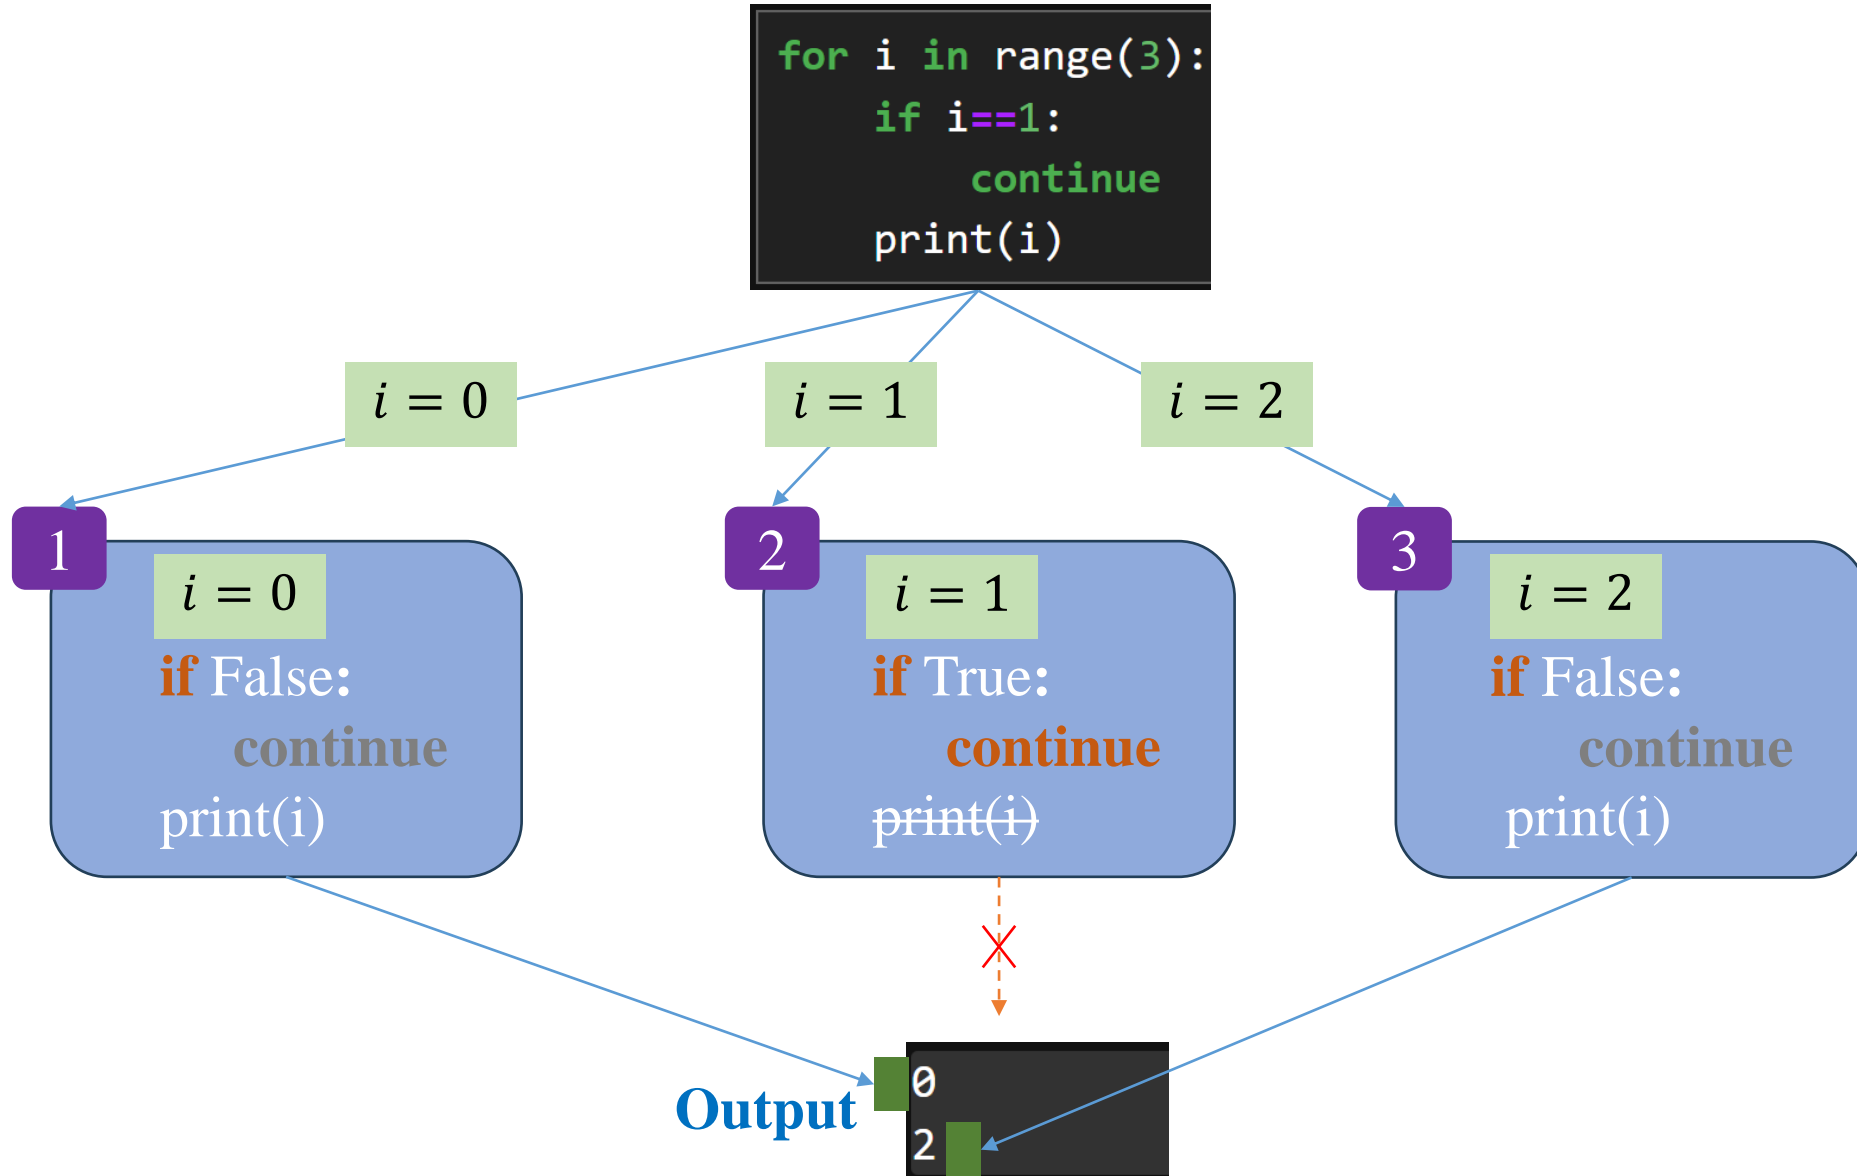 for i in range(3):
if i==1:
continue
print(i)
i = 0
i = 1
i = 2
1
i = 0
if False:
continue
print(i)
2
i = 1
if True:
continue
print(i)
3
i = 2
if False:
continue
print(i)
Output
0
2